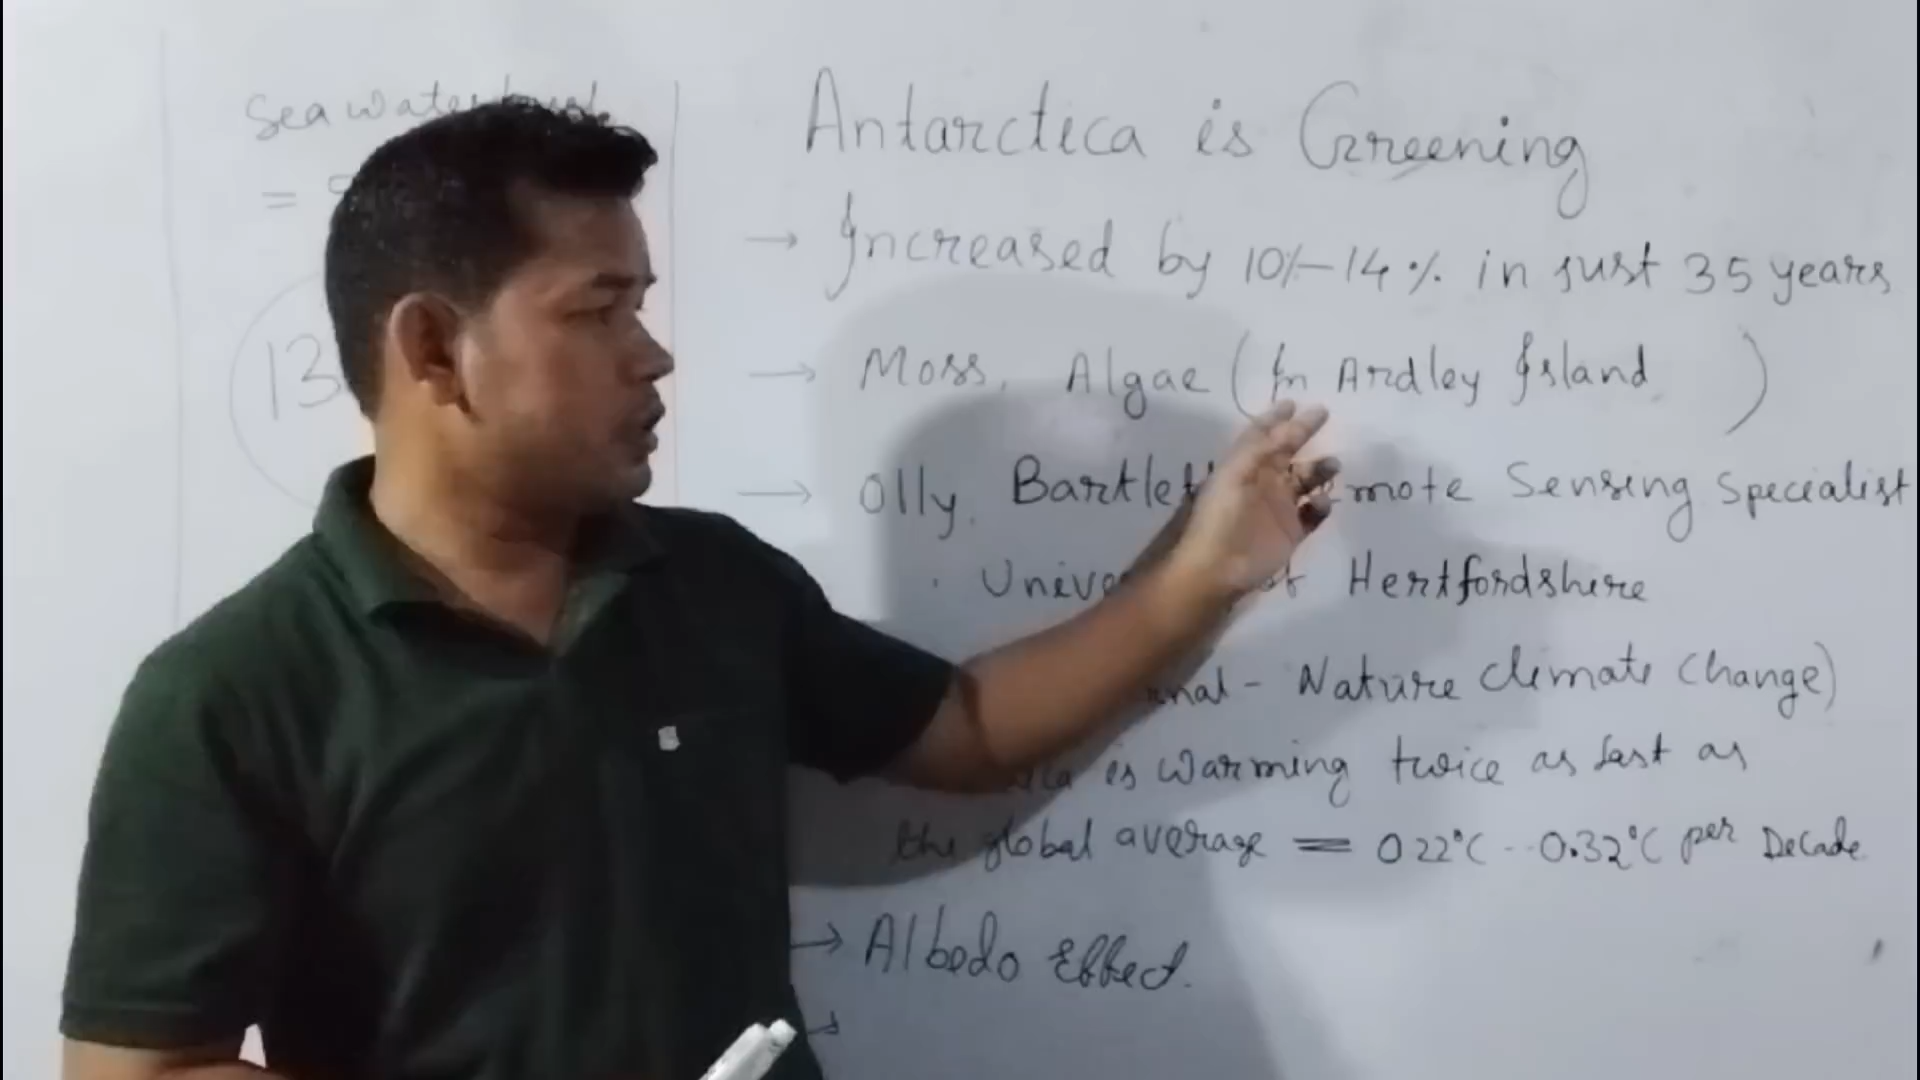 Sea water
=
13
Antarctica is Greening
→ Increased by 10%-14% in just 35 years
→ Moss, Algae (In Ardley Island )
→ Olly. Bartlett Sensing Specialist
. of Hertfordshire
- Nature Climate Change)
is warming twice as fast as
the global average = 0 22°C - 0.32°C per Decade
→ Albedo Effect.
→